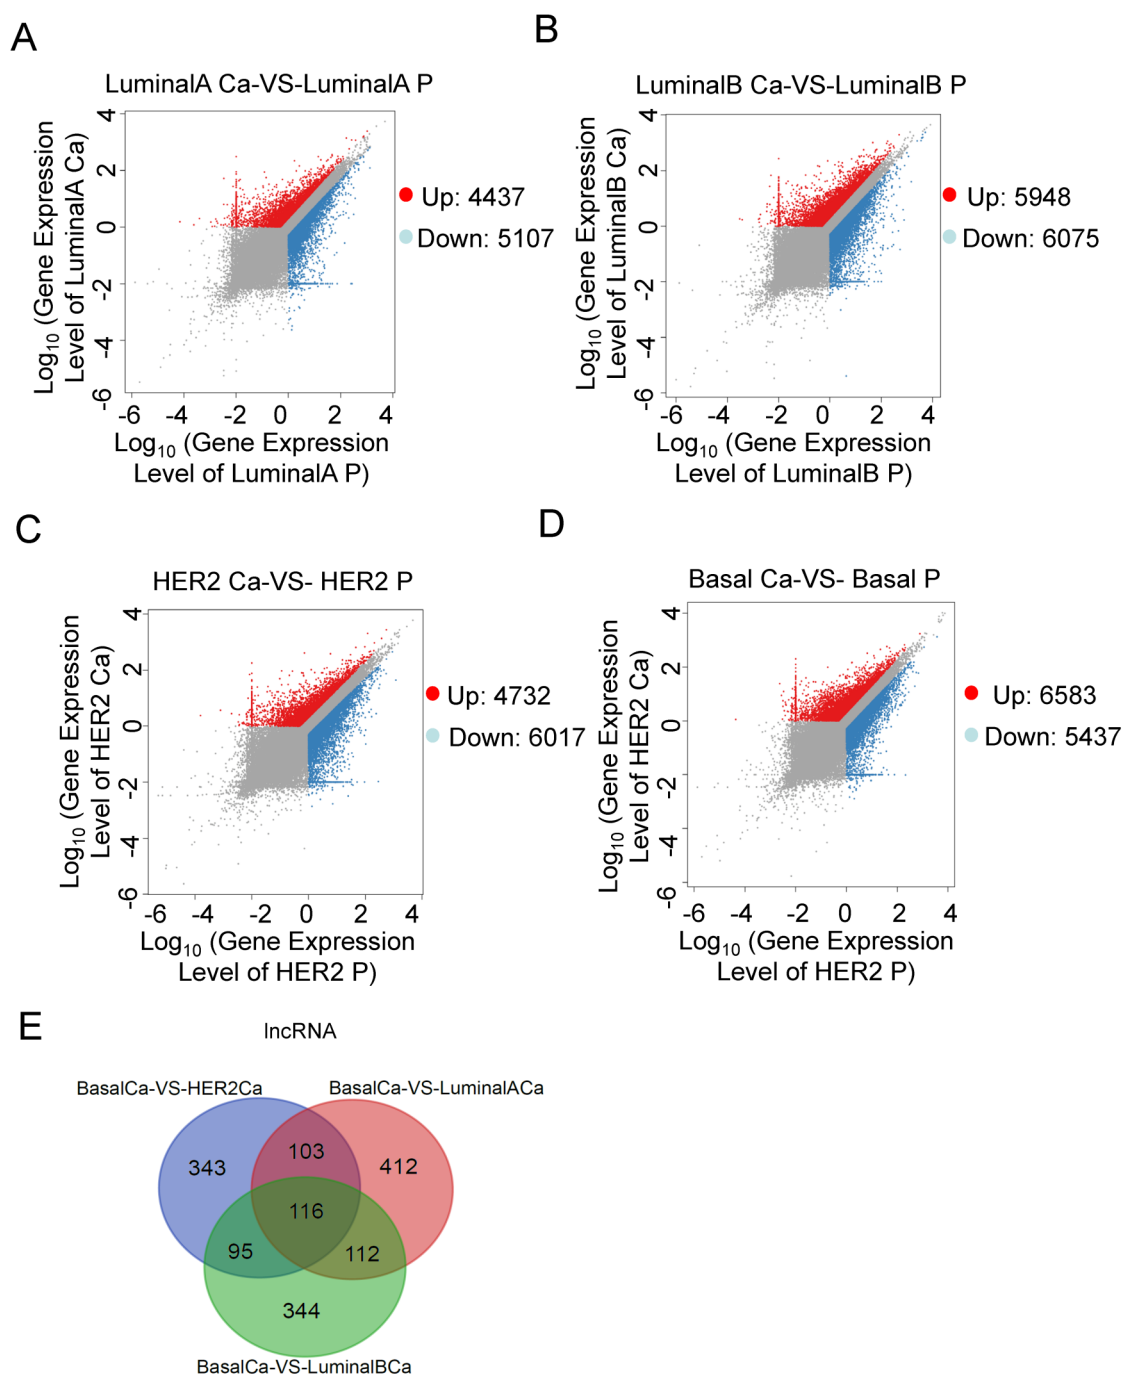 A
LuminalA Ca-VS-LuminalA P
Log10 (Gene Expression
Level of LuminalA Ca)
4
2
0
-2
-4
-6
-6 -4 -2 0 2 4
Log10 (Gene Expression
Level of LuminalA P)
Up: 4437
Down: 5107
B
LuminalB Ca-VS-LuminalB P
Log10 (Gene Expression
Level of LuminalB Ca)
4
2
0
-2
-4
-6
-6 -4 -2 0 2 4
Log10 (Gene Expression
Level of LuminalB P)
Up: 5948
Down: 6075
C
HER2 Ca-VS- HER2 P
Log10 (Gene Expression
Level of HER2 Ca)
4
2
0
-2
-4
-6
-6 -4 -2 0 2 4
Log10 (Gene Expression
Level of HER2 P)
Up: 4732
Down: 6017
D
Basal Ca-VS- Basal P
Log10 (Gene Expression
Level of HER2 Ca)
4
2
0
-2
-4
-6
-6 -4 -2 0 2 4
Log10 (Gene Expression
Level of HER2 P)
Up: 6583
Down: 5437
E
lncRNA
BasalCa-VS-HER2Ca
BasalCa-VS-LuminalACa
343
103
412
116
95
112
344
BasalCa-VS-LuminalBCa